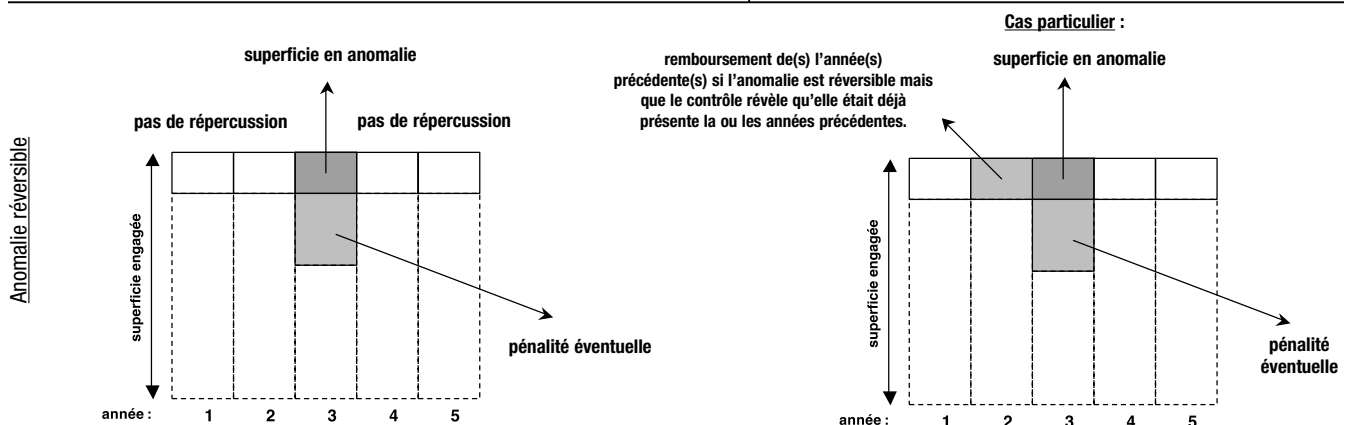 Anomalie réversible
superficie en anomalie
pas de répercussion
pas de répercussion
superficie engagée
pénalité éventuelle
année : 1 2 3 4 5
Cas particulier :
remboursement de(s) l'année(s)
précédente(s) si l'anomalie est réversible mais
que le contrôle révèle qu'elle était déjà
présente la ou les années précédentes.
superficie en anomalie
superficie engagée
pénalité
éventuelle
année : 1 2 3 4 5